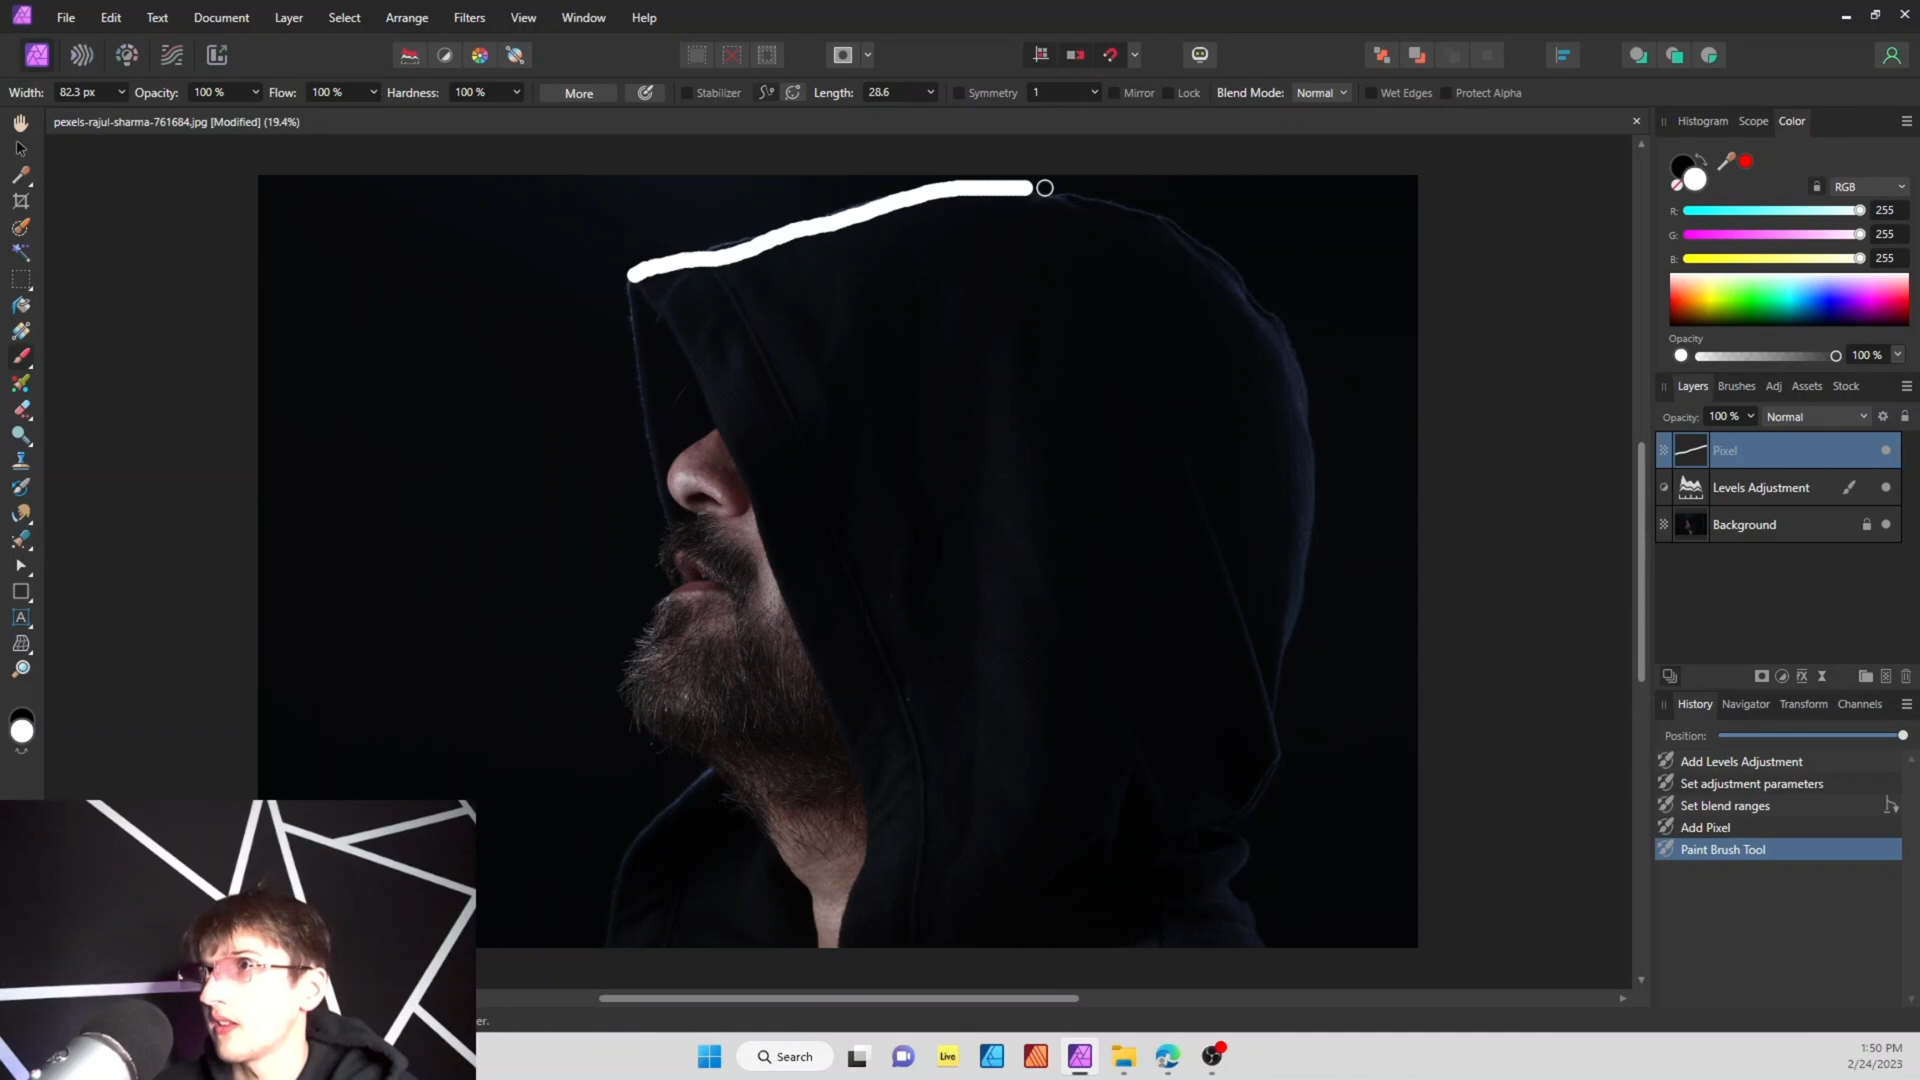 File Edit Text Document Layer Select Arrange Filters View Window Help
Width: 82.3 px Opacity: 100 % Flow: 100 % Hardness: 100 % More Stabilizer Length: 28.6 Symmetry 1 Mirror Lock Blend Mode: Normal Wet Edges Protect Alpha
pexels-rajul-sharma-761684.jpg [Modified] (19.4%)
Histogram Scope Color
RGB
R: 255
G: 255
B: 255
Opacity
100 %
Layers Brushes Adj Assets Stock
Opacity: 100 % Normal
Pixel
Levels Adjustment
Background
History Navigator Transform Channels
Position:
Add Levels Adjustment
Set adjustment parameters
Set blend ranges
Add Pixel
Paint Brush Tool
er.
Search
Live
1:50 PM
2/24/2023